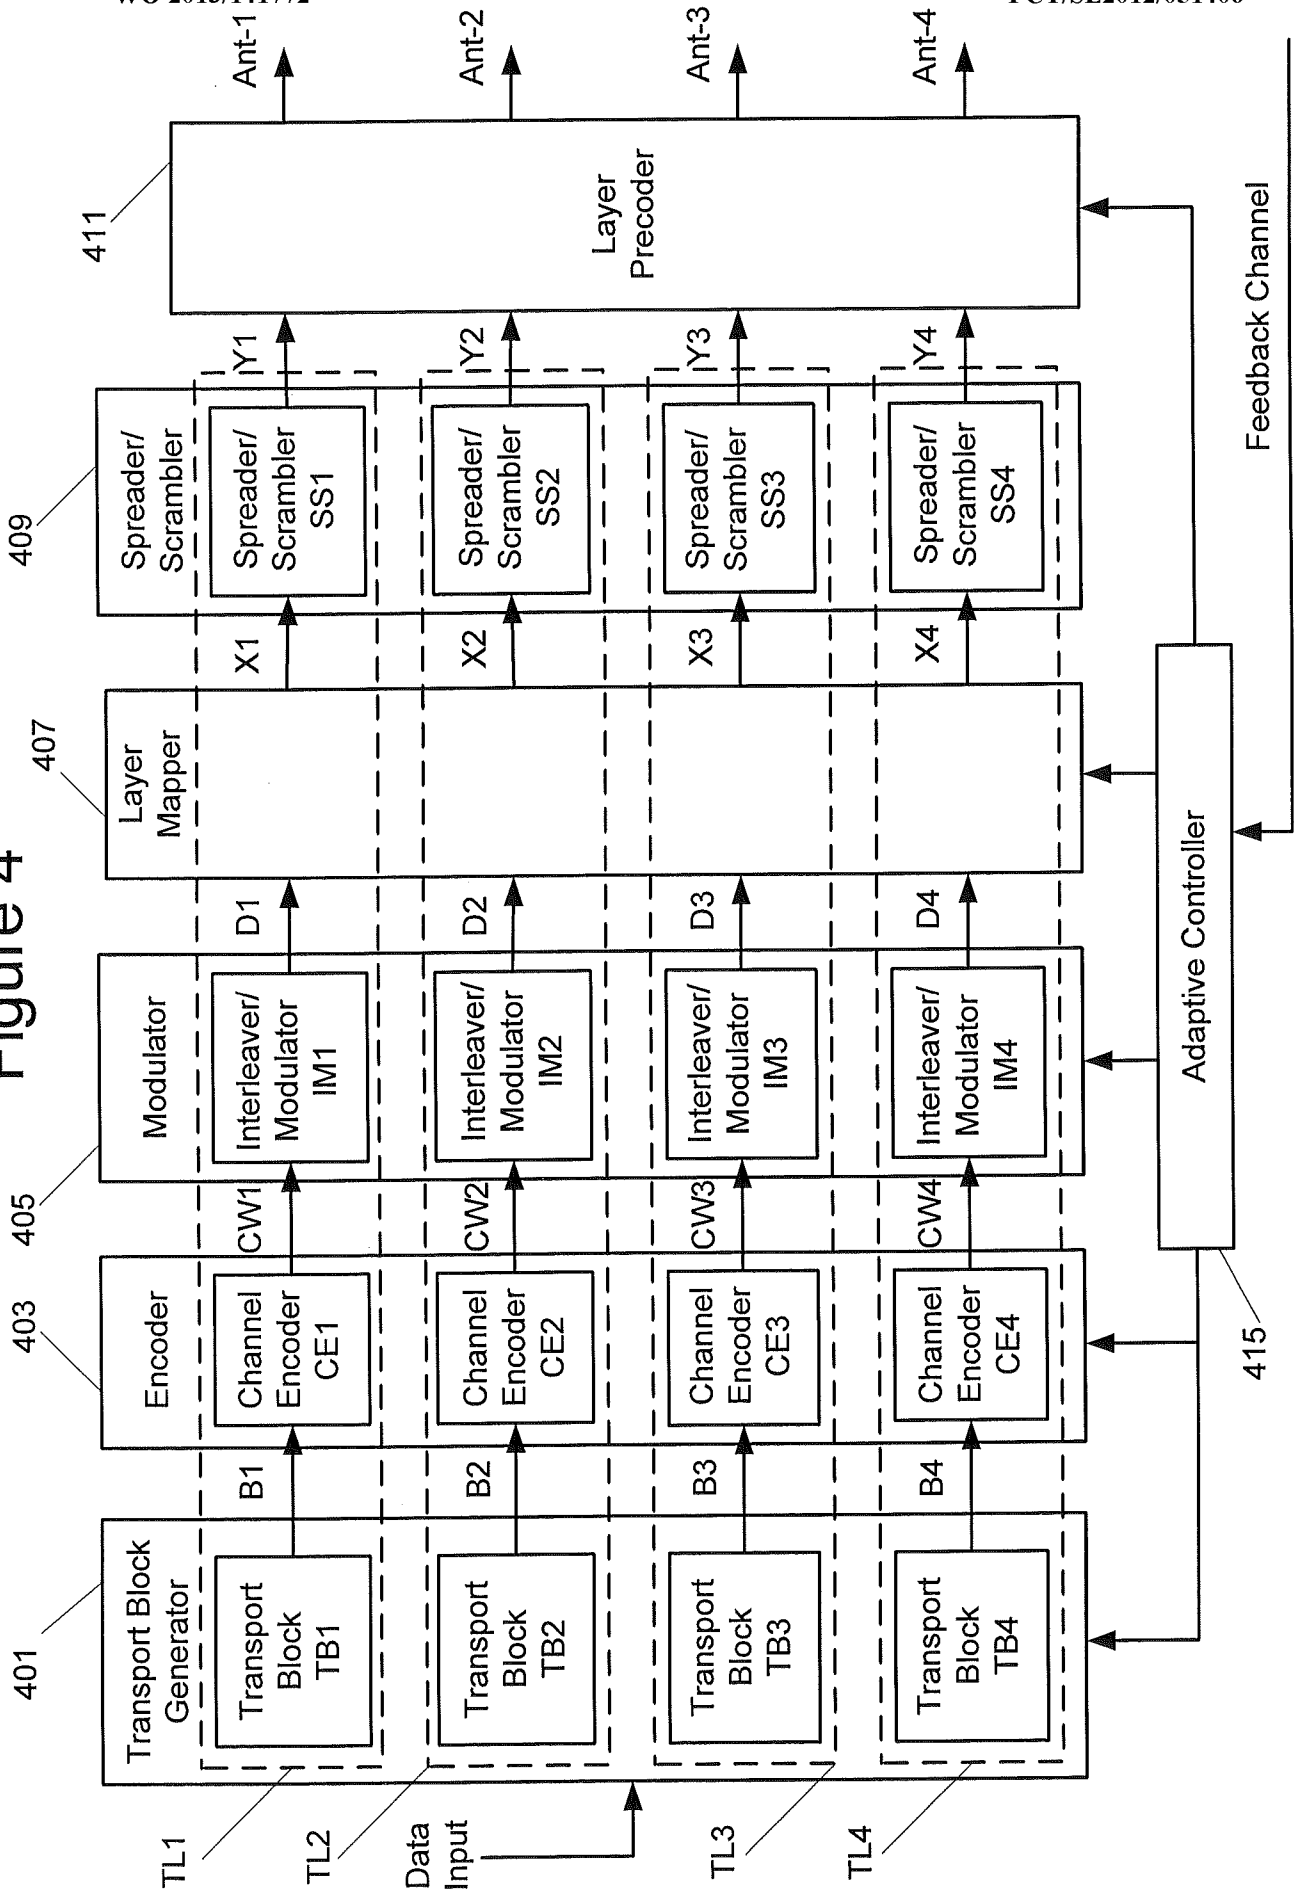 Figure 4
Data
Input
TL1
TL2
TL3
TL4
401
Transport Block
Generator
Transport
Block
TB1
Transport
Block
TB2
Transport
Block
TB3
Transport
Block
TB4
B1
B2
B3
B4
403
Encoder
Channel
Encoder
CE1
Channel
Encoder
CE2
Channel
Encoder
CE3
Channel
Encoder
CE4
CW1
CW2
CW3
CW4
405
Modulator
Interleaver/
Modulator
IM1
Interleaver/
Modulator
IM2
Interleaver/
Modulator
IM3
Interleaver/
Modulator
IM4
D1
D2
D3
D4
407
Layer
Mapper
X1
X2
X3
X4
409
Spreader/
Scrambler
Spreader/
Scrambler
SS1
Spreader/
Scrambler
SS2
Spreader/
Scrambler
SS3
Spreader/
Scrambler
SS4
Y1
Y2
Y3
Y4
411
Layer
Precoder
Ant-1
Ant-2
Ant-3
Ant-4
415
Adaptive Controller
Feedback Channel